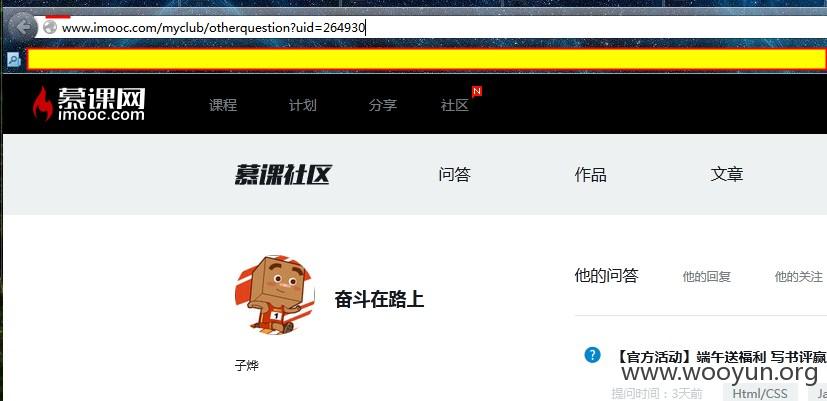 www.imooc.com/myclub/otherquestion?uid=264930
慕课网
imooc.com
课程 计划 分享 社区 N
慕课社区 问答 作品 文章
他的问答 他的回复 他的关注
奋斗在路上
1
子烨
? 【官方活动】端午送福利 写书评赢
www.wooyun.org
提问时间：3天前 Html/CSS Ja